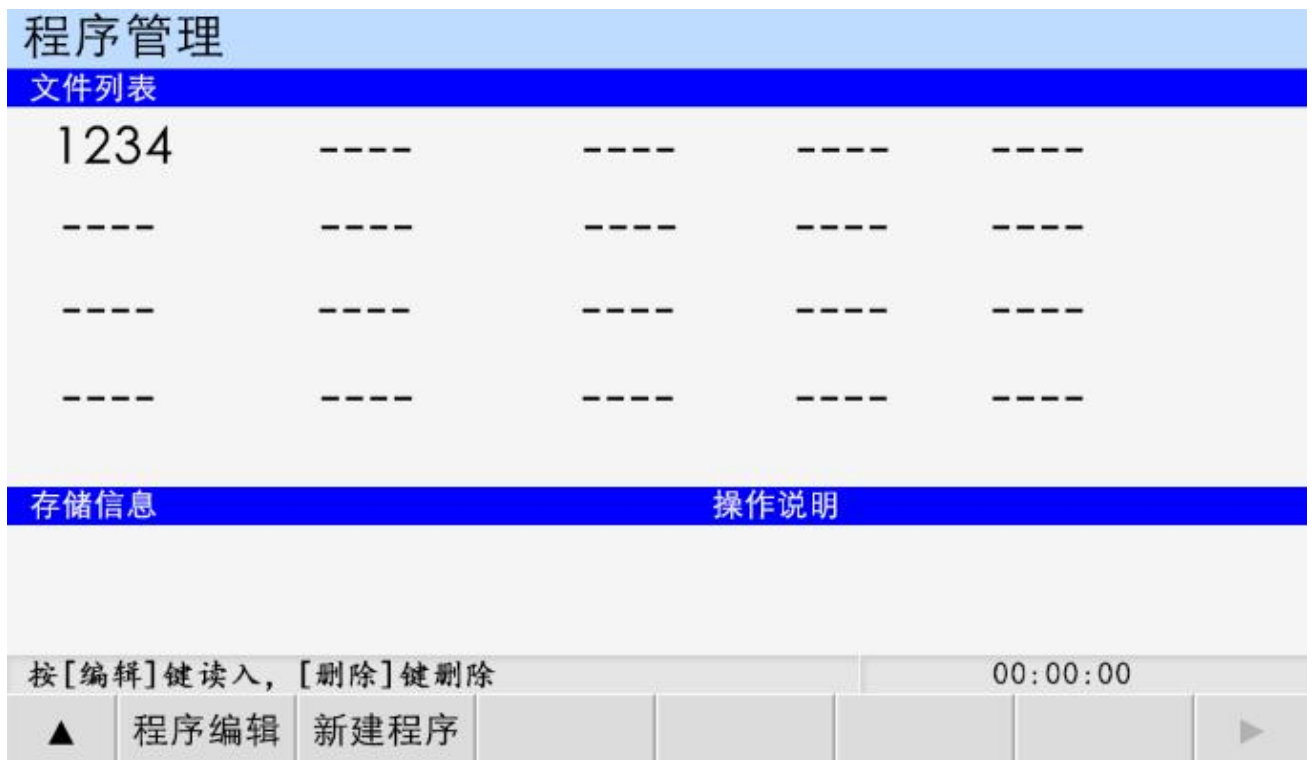 程序管理
文件列表
1234 ---- ---- ---- ----
---- ---- ---- ---- ----
---- ---- ---- ---- ----
---- ---- ---- ---- ----
存储信息 操作说明
按[编辑]键读入, [删除]键删除 00:00:00
▲ 程序编辑 新建程序 ▶